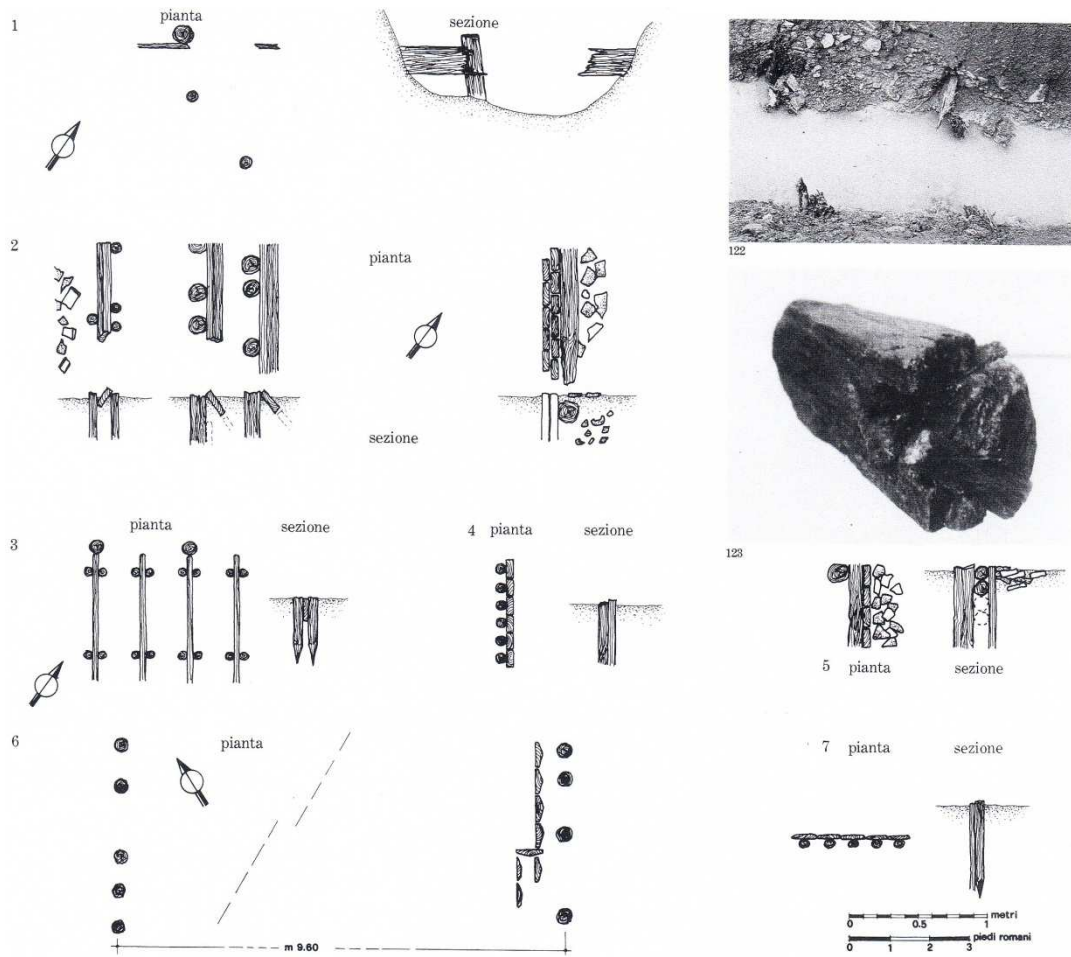 1
pianta
sezione
122
2
pianta
sezione
123
3
pianta
sezione
4 pianta
sezione
5 pianta
sezione
6
pianta
m 9.60
7 pianta
sezione
metri
0 0.5 1
piedi romani
0 1 2 3